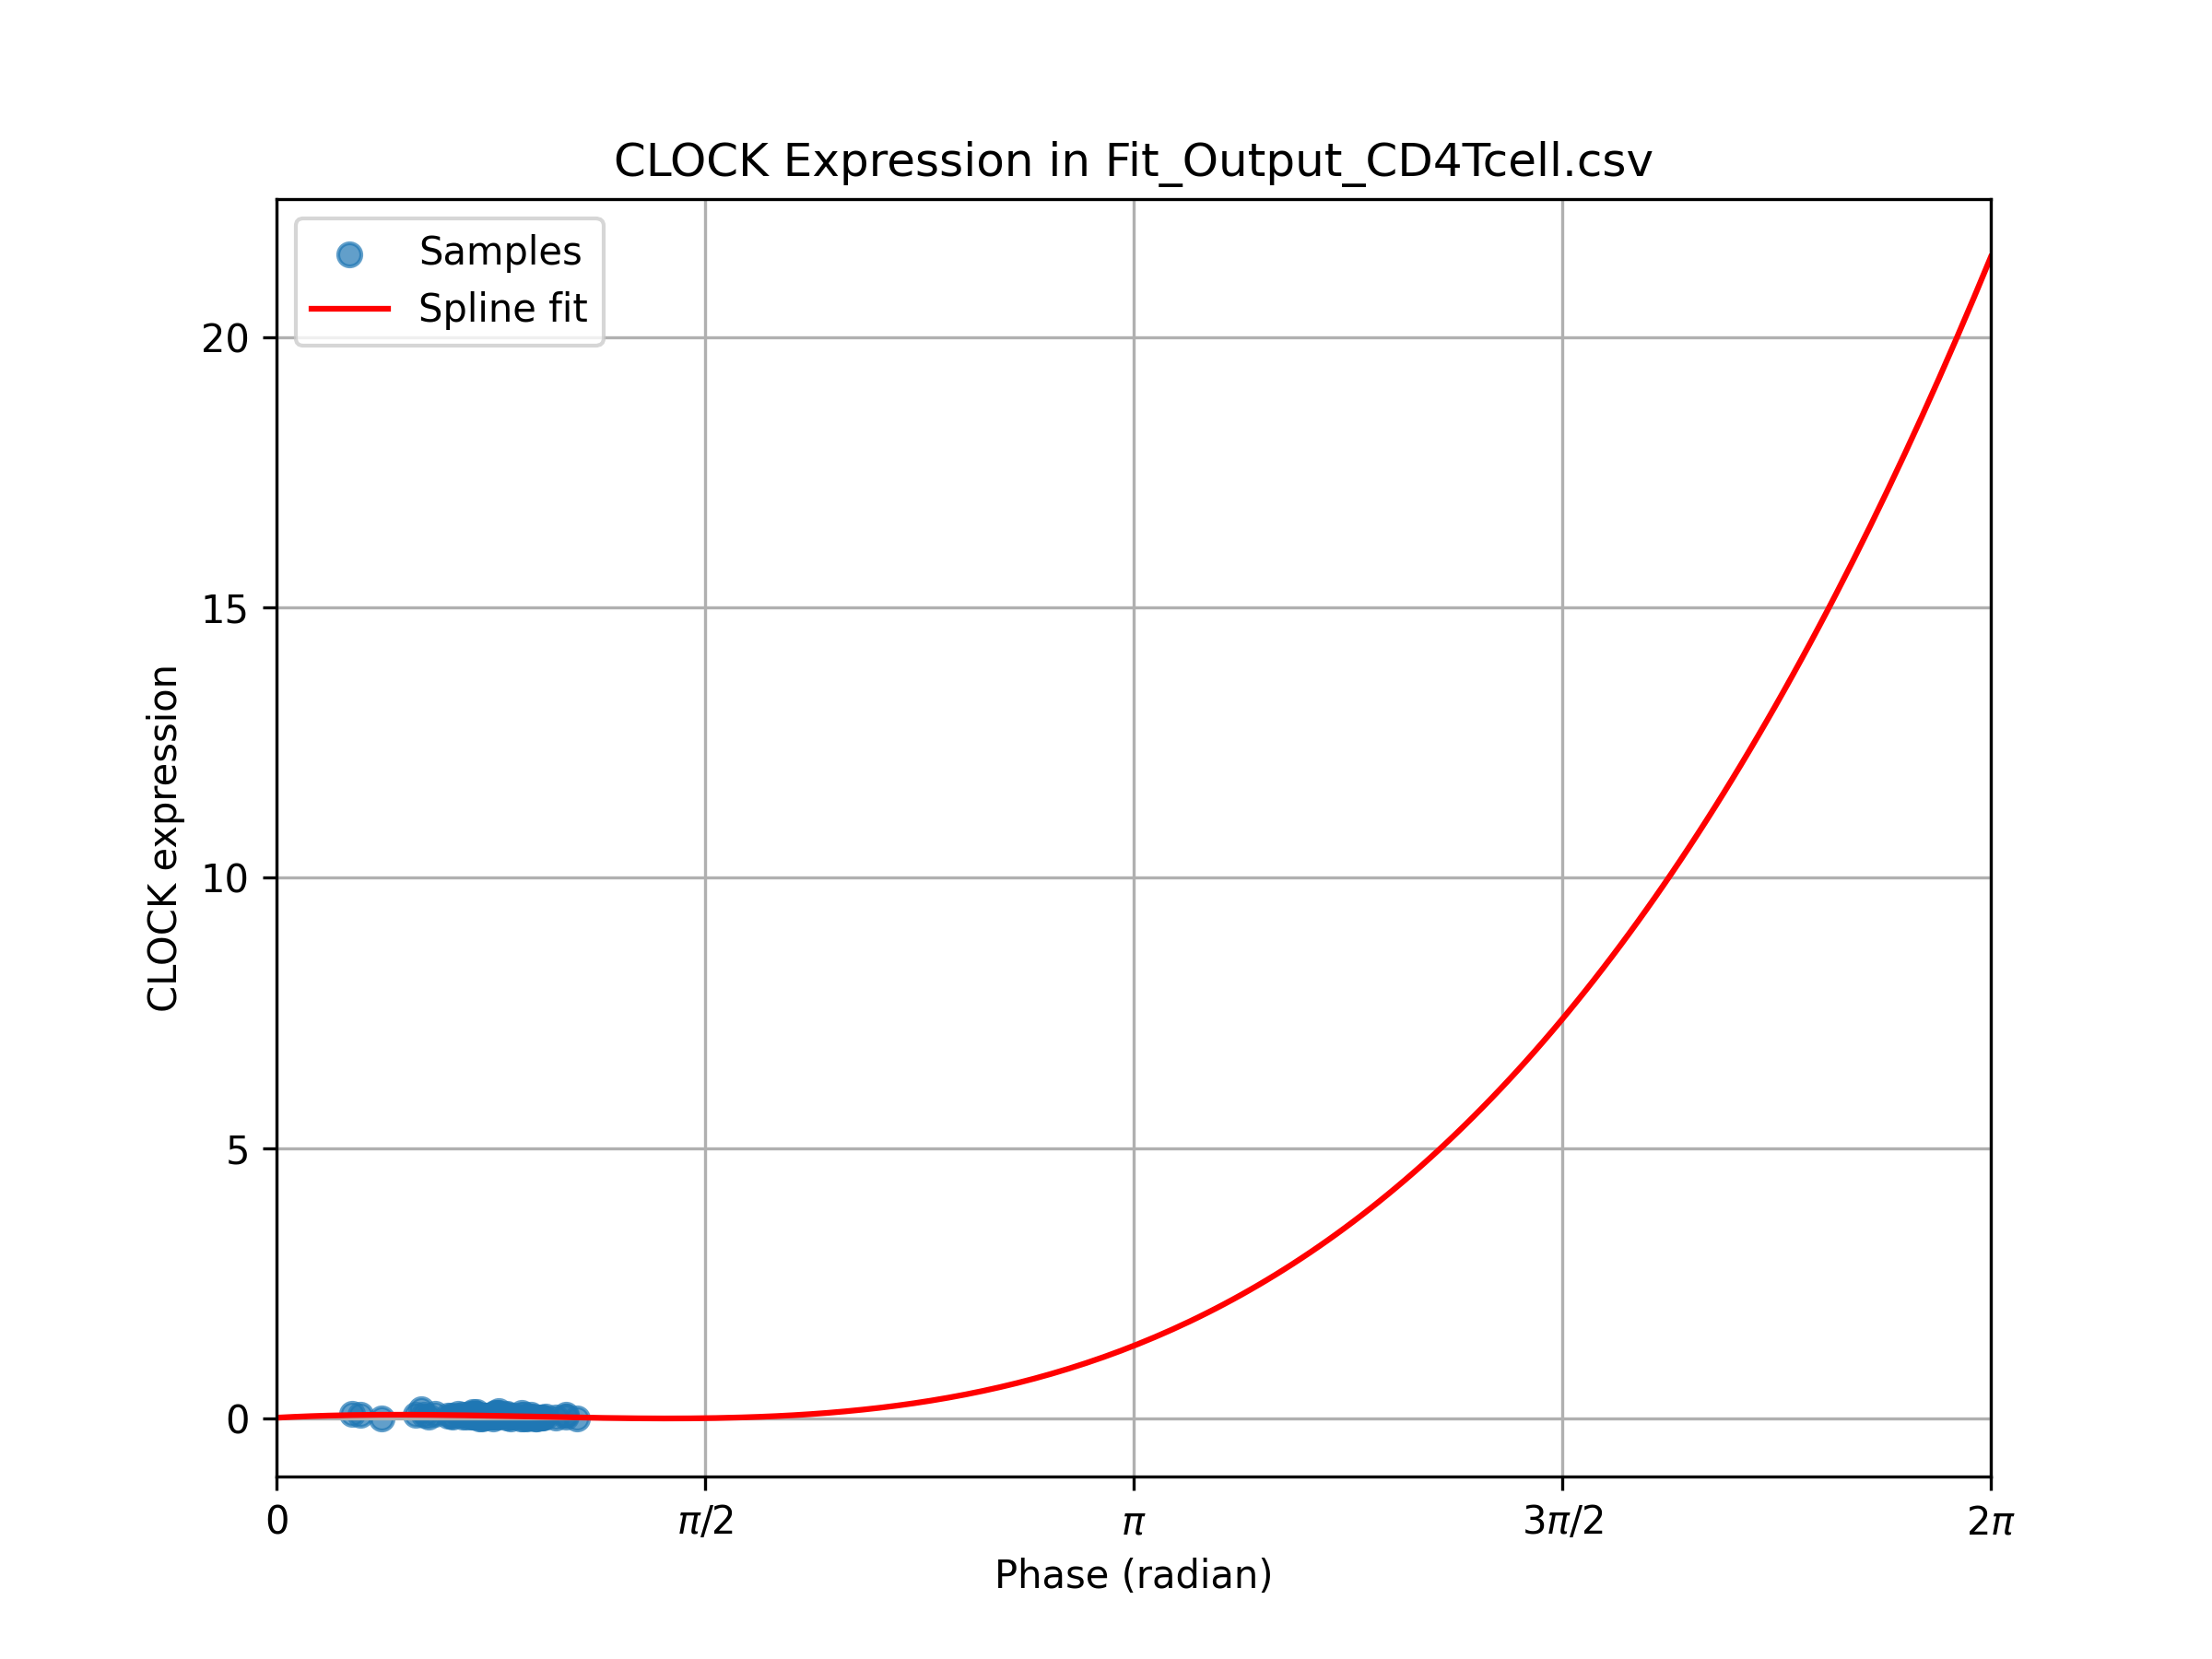 CLOCK Expression in Fit_Output_CD4Tcell.csv
Samples
Spline fit
20
15
10
5
0
CLOCK expression
0
π/2
π
3π/2
2π
Phase (radian)